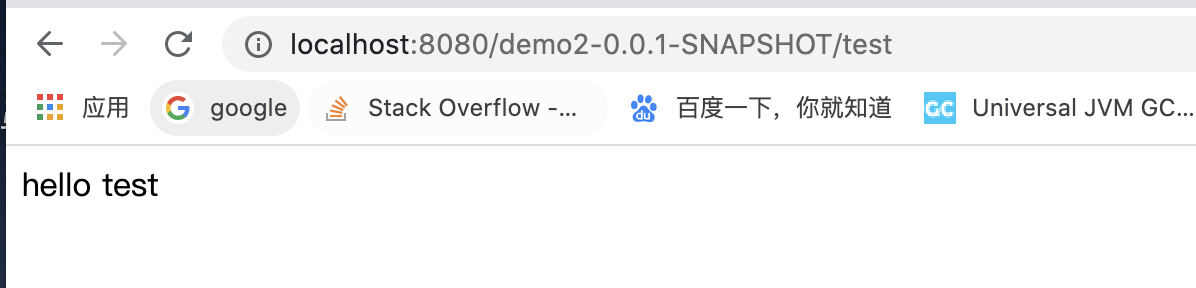 localhost:8080/demo2-0.0.1-SNAPSHOT/test
应用 google Stack Overflow -... 百度一下，你就知道 GC Universal JVM GC...
hello test